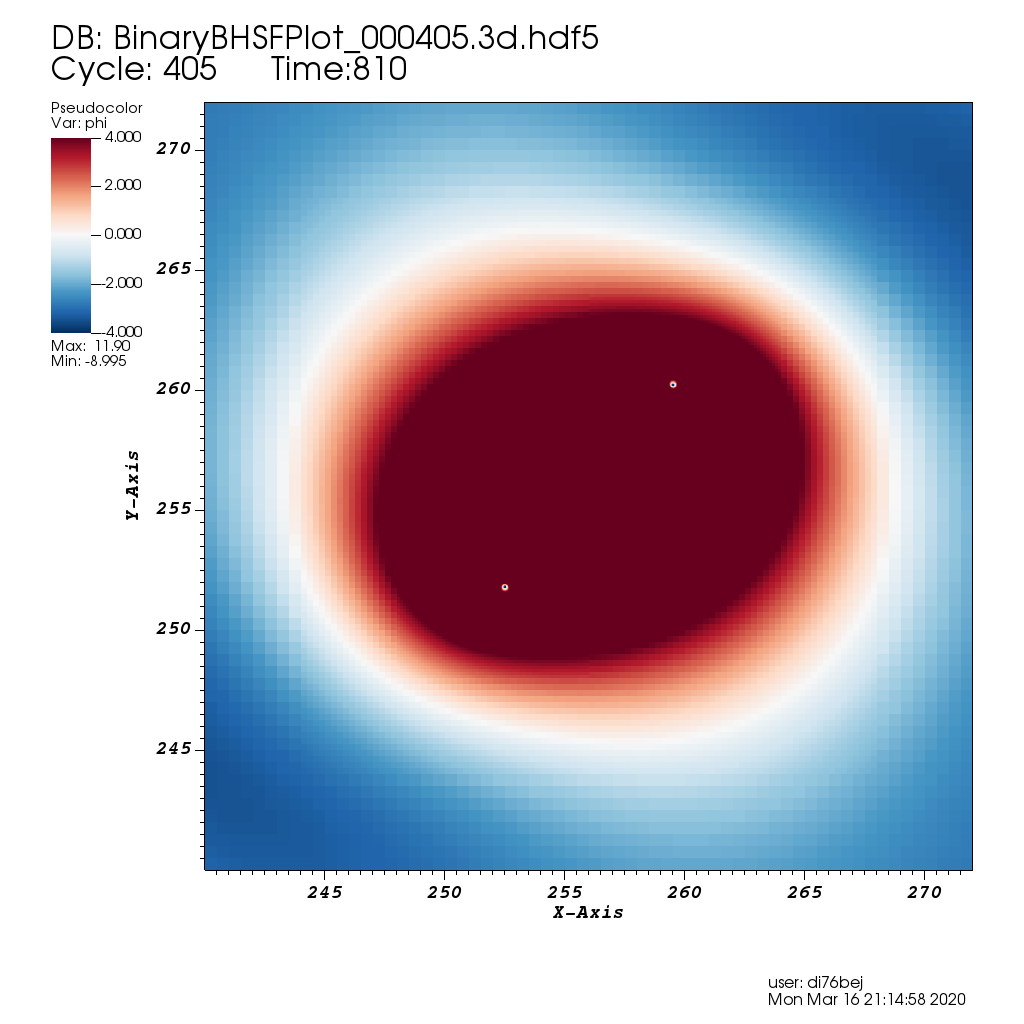 DB: BinaryBHSFPlot_000405.3d.hdf5
Cycle: 405 Time:810
Pseudocolor
Var: phi
4.000
2.000
0.000
-2.000
-4.000
Max: 11.90
Min: -8.995
270
265
260
255
250
245
Y-Axis
245 250 255 260 265 270
X-Axis
user: di76bej
Mon Mar 16 21:14:58 2020